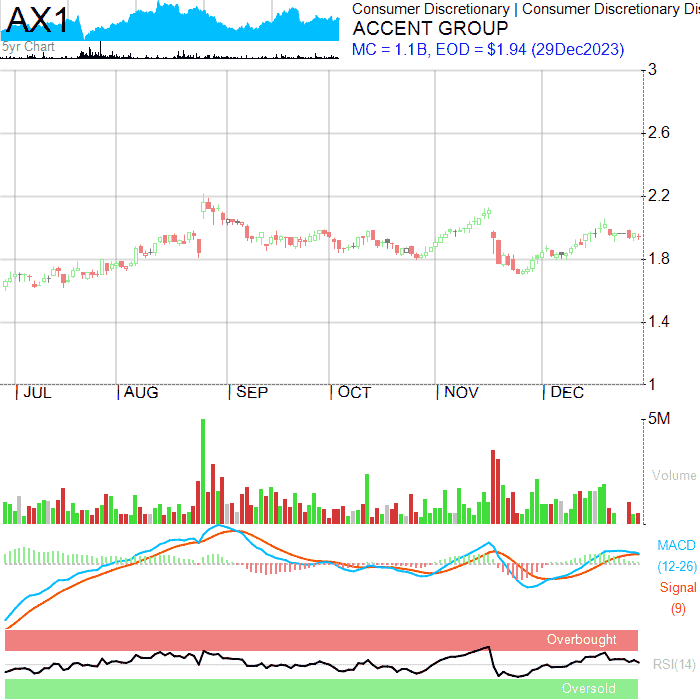 AX1
5yr Chart
Consumer Discretionary | Consumer Discretionary Dis
ACCENT GROUP
MC = 1.1B, EOD = $1.94 (29Dec2023)
3
2.6
2.2
1.8
1.4
1
| JUL | AUG | SEP | OCT | NOV | DEC
5M
Volume
MACD
(12-26)
Signal
(9)
Overbought
RSI(14)
Oversold